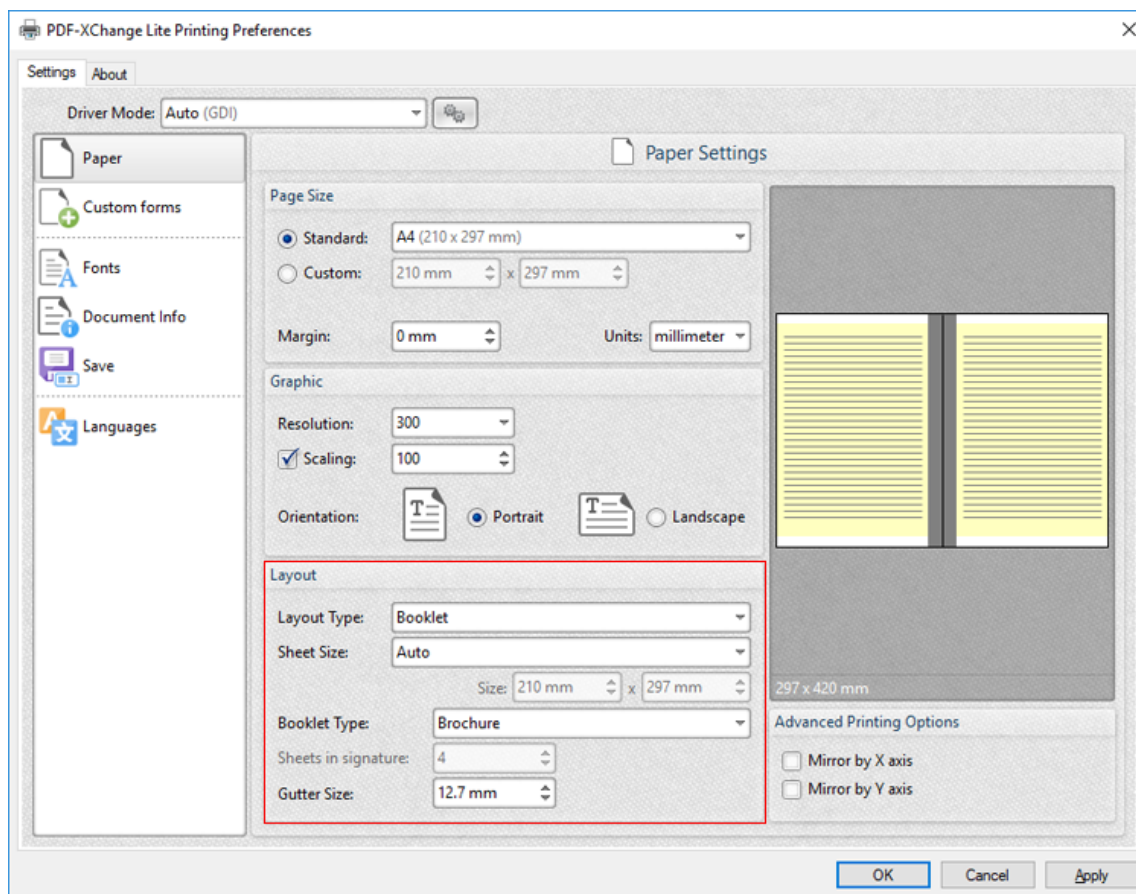 PDF-XChange Lite Printing Preferences
Settings About
Driver Mode: Auto (GDI)
Paper
Custom forms
Fonts
Document Info
Save
Languages
Paper Settings
Page Size
Standard: A4 (210 x 297 mm)
Custom: 210 mm x 297 mm
Margin: 0 mm Units: millimeter
Graphic
Resolution: 300
Scaling: 100
Orientation: T Portrait T Landscape
Layout
Layout Type: Booklet
Sheet Size: Auto
Size: 210 mm x 297 mm
Booklet Type: Brochure
Sheets in signature: 4
Gutter Size: 12.7 mm
297 x 420 mm
Advanced Printing Options
Mirror by X axis
Mirror by Y axis
OK Cancel Apply